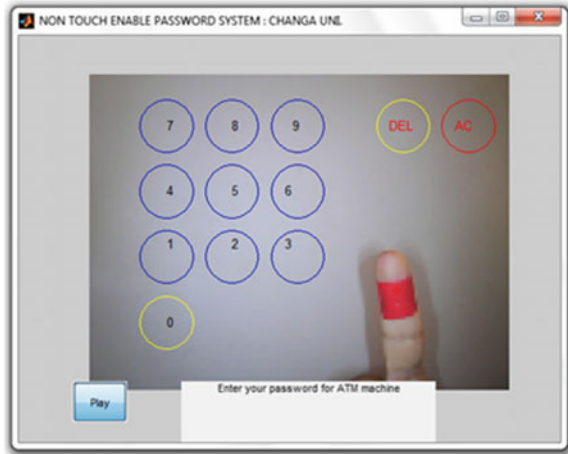 NON TOUCH ENABLE PASSWORD SYSTEM : CHANGA UNI.
7 8 9 DEL AC
4 5 6
1 2 3
0
Enter your password for ATM machine
Play